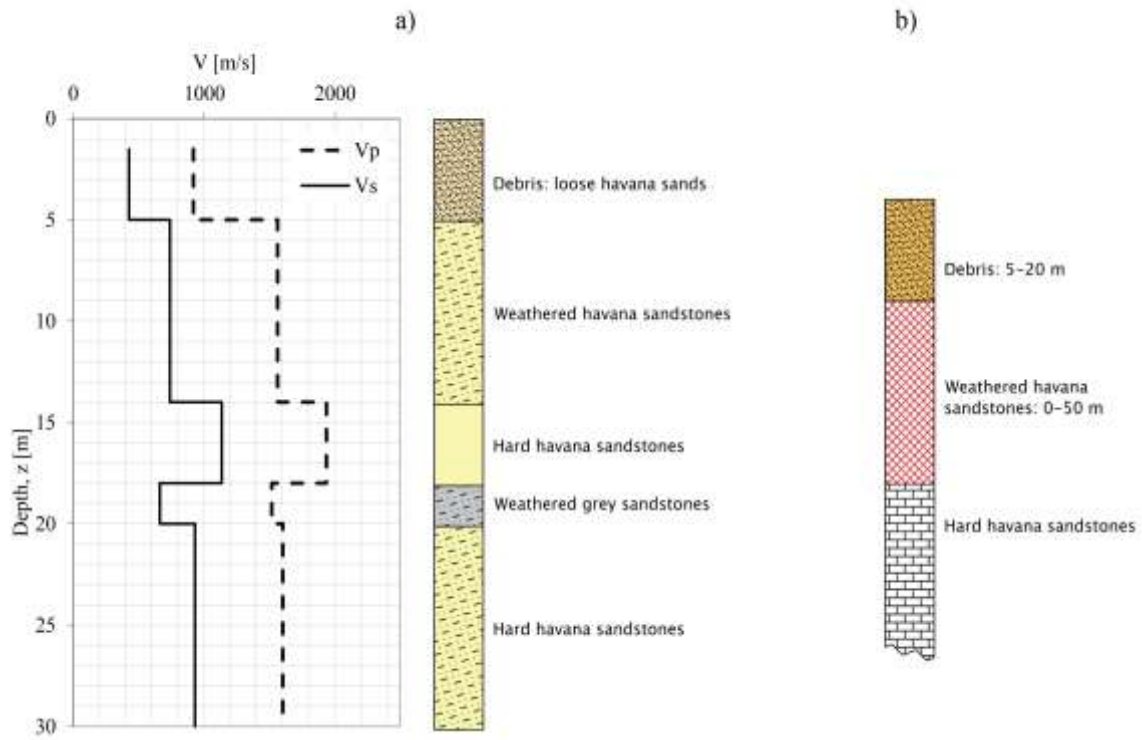 a)
b)
V [m/s]
0 1000 2000
0
Vp
Vs
5
10
15
20
25
30
Depth, z [m]
Debris: loose havana sands
Weathered havana sandstones
Hard havana sandstones
Weathered grey sandstones
Hard havana sandstones
Debris: 5-20 m
Weathered havana
sandstones: 0-50 m
Hard havana sandstones